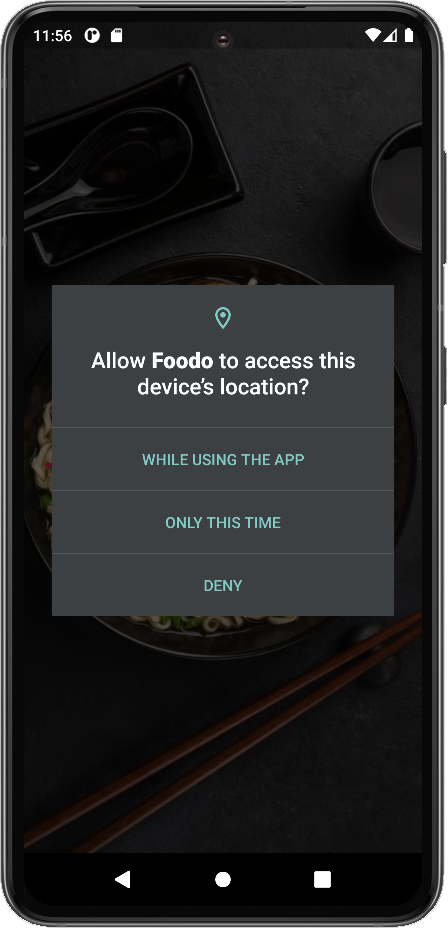 11:56
Allow Foodo to access this
device's location?
WHILE USING THE APP
ONLY THIS TIME
DENY